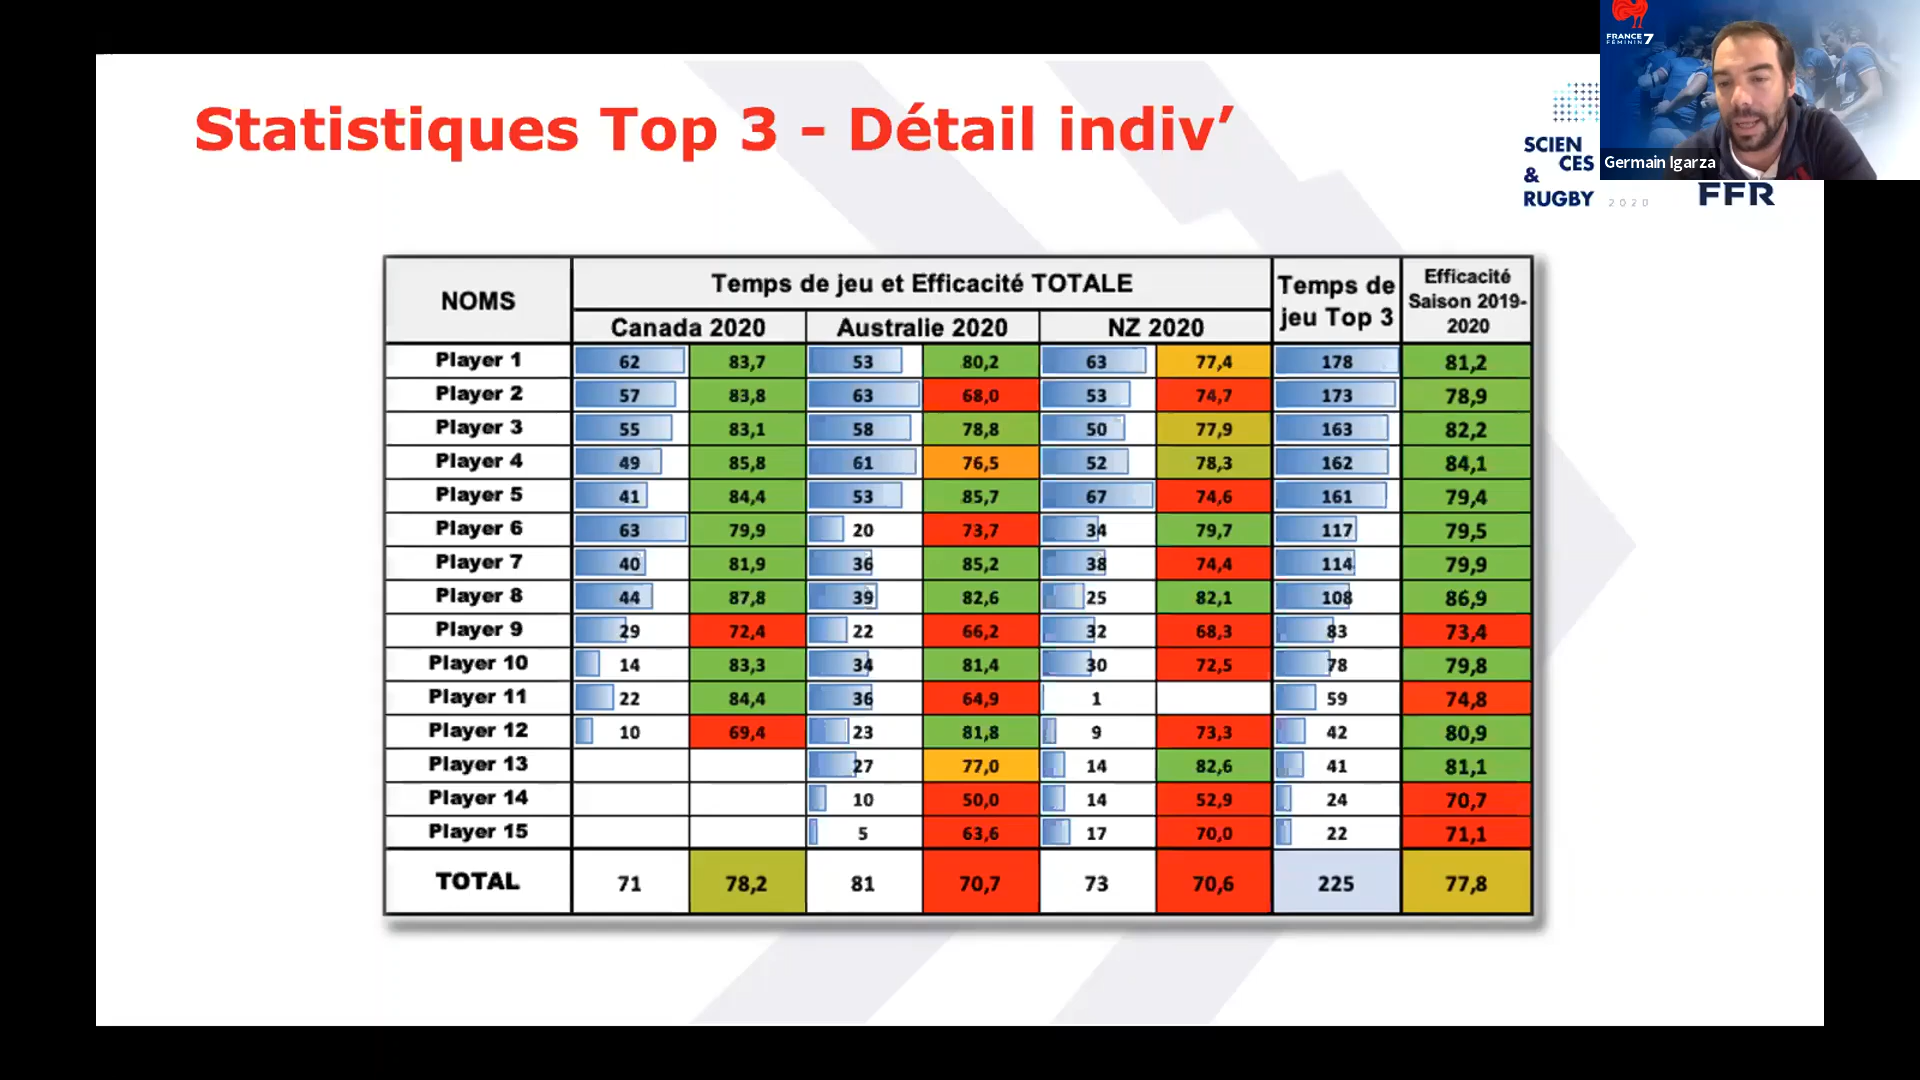 FRANCE 7
FÉMININ
Germain Igarza
Statistiques Top 3 - Détail indiv’
SCIEN
CES
&
RUGBY 2020
FFR
NOMS Temps de jeu et Efficacité TOTALE Temps de jeu Top 3 Efficacité Saison 2019-2020
Canada 2020 Australie 2020 NZ 2020
Player 1 62 83,7 53 80,2 63 77,4 178 81,2
Player 2 57 83,8 63 68,0 53 74,7 173 78,9
Player 3 55 83,1 58 78,8 50 77,9 163 82,2
Player 4 49 85,8 61 76,5 52 78,3 162 84,1
Player 5 41 84,4 53 85,7 67 74,6 161 79,4
Player 6 63 79,9 20 73,7 34 79,7 117 79,5
Player 7 40 81,9 36 85,2 38 74,4 114 79,9
Player 8 44 87,8 39 82,6 25 82,1 108 86,9
Player 9 29 72,4 22 66,2 32 68,3 83 73,4
Player 10 14 83,3 34 81,4 30 72,5 78 79,8
Player 11 22 84,4 36 64,9 1 59 74,8
Player 12 10 69,4 23 81,8 9 73,3 42 80,9
Player 13 27 77,0 14 82,6 41 81,1
Player 14 10 50,0 14 52,9 24 70,7
Player 15 5 63,6 17 70,0 22 71,1
TOTAL 71 78,2 81 70,7 73 70,6 225 77,8